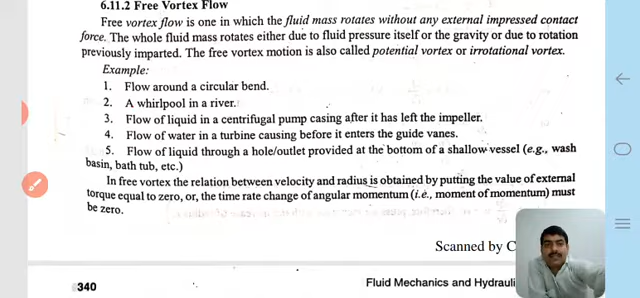 6.11.2 Free Vortex Flow
Free vortex flow is one in which the fluid mass rotates without any external impressed contact
force. The whole fluid mass rotates either due to fluid pressure itself or the gravity or due to rotation
previously imparted. The free vortex motion is also called potential vortex or irrotational vortex.
Example:
1. Flow around a circular bend.
2. A whirlpool in a river.
3. Flow of liquid in a centrifugal pump casing after it has left the impeller.
4. Flow of water in a turbine causing before it enters the guide vanes.
5. Flow of liquid through a hole/outlet provided at the bottom of a shallow vessel (e.g., wash
basin, bath tub, etc.)
In free vortex the relation between velocity and radius is obtained by putting the value of external
torque equal to zero, or, the time rate change of angular momentum (i.e., moment of momentum) must
be zero.
Scanned by C
340
Fluid Mechanics and Hydrauli